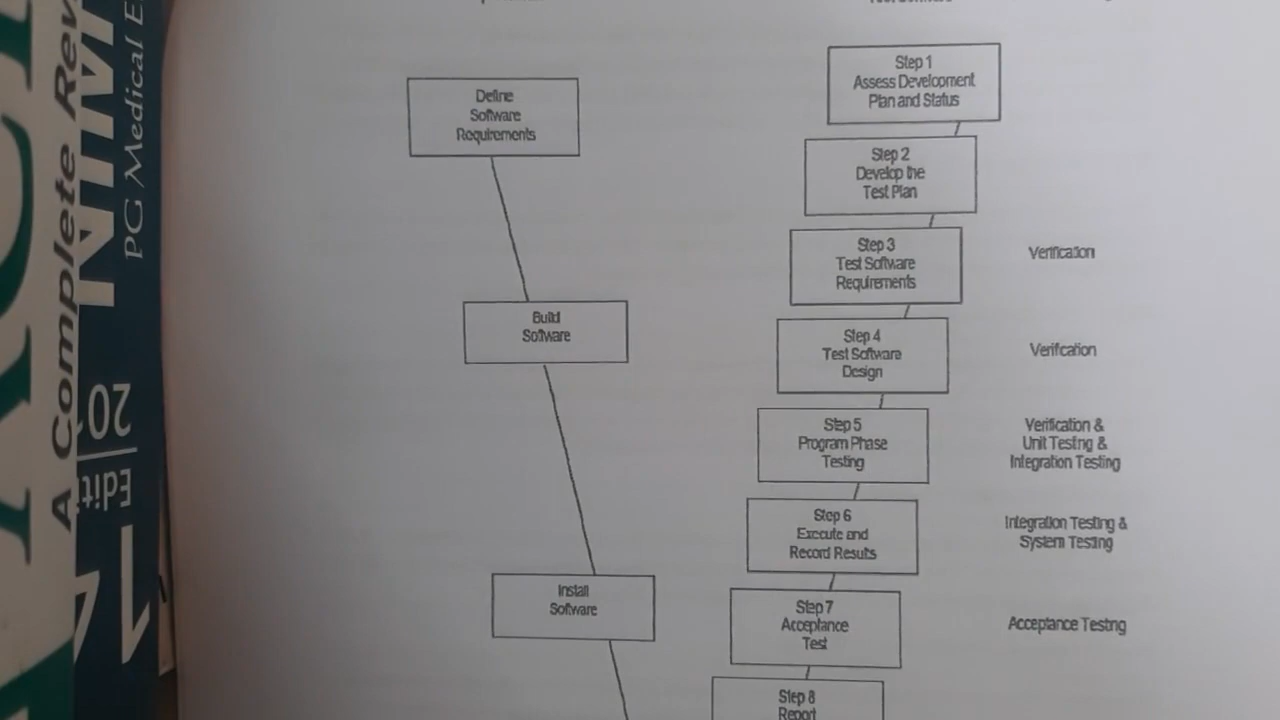 A Complete Rev
PG Medical E
20
Editi
Define
Software
Requirements
Build
Software
Install
Software
Step 1
Assess Development
Plan and Status
Step 2
Develop the
Test Plan
Step 3
Test Software
Requirements
Verification
Step 4
Test Software
Design
Verification
Step 5
Program Phase
Testing
Verification &
Unit Testing &
Integration Testing
Step 6
Execute and
Record Results
Integration Testing &
System Testing
Step 7
Acceptance
Test
Acceptance Testing
Step 8
Report